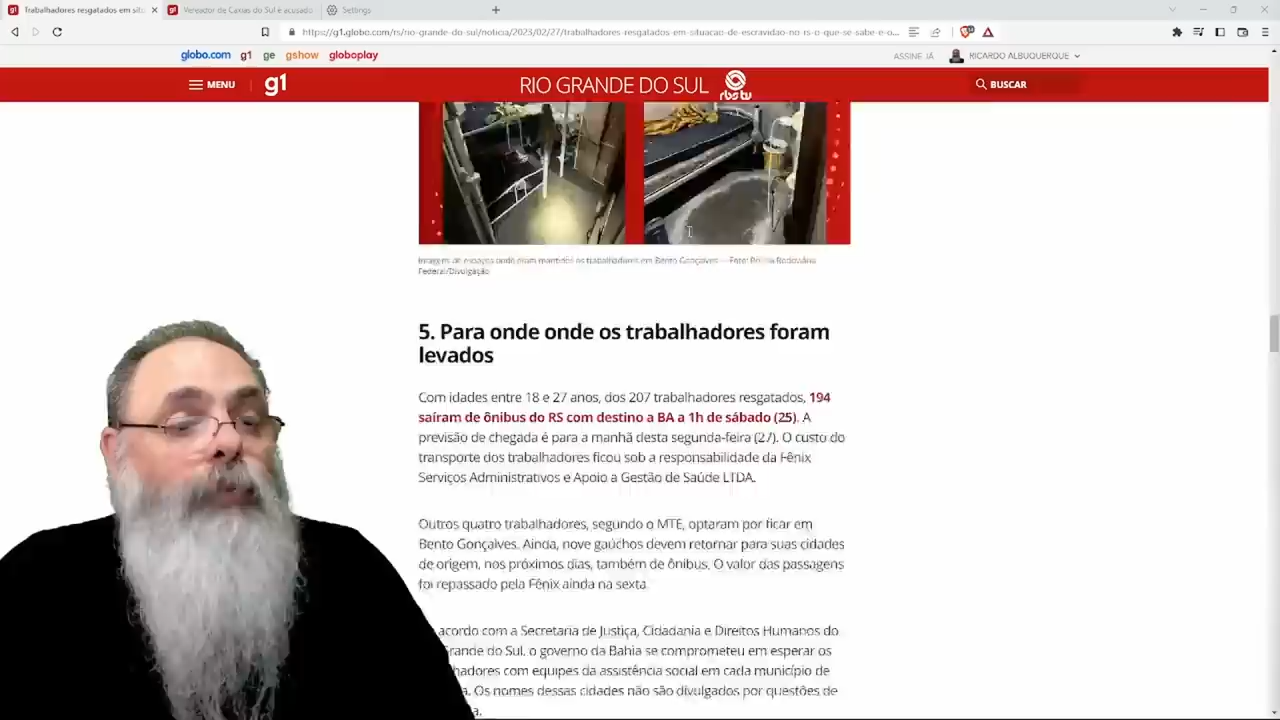 Trabalhadores resgatados em situ
Vereador de Caxias do Sul é acusado
Settings
https://g1.globo.com/rs/rio-grande-do-sul/noticia/2023/02/27/trabalhadores-resgatados-em-situacao-de-escravidao-no-rs-o-que-se-sabe-e-o...
globo.com g1 ge gshow globoplay
ASSINE JÁ
RICARDO ALBUQUERQUE
MENU
g1
RIO GRANDE DO SUL
rbs tv
BUSCAR
Imagens de espaços onde eram mantidos os trabalhadores em Bento Gonçalves — Foto: Polícia Rodoviária
Federal/Divulgação
5. Para onde onde os trabalhadores foram
levados
Com idades entre 18 e 27 anos, dos 207 trabalhadores resgatados, 194
saíram de ônibus do RS com destino a BA a 1h de sábado (25). A
previsão de chegada é para a manhã desta segunda-feira (27). O custo do
transporte dos trabalhadores ficou sob a responsabilidade da Fênix
Serviços Administrativos e Apoio a Gestão de Saúde LTDA.
Outros quatro trabalhadores, segundo o MTE, optaram por ficar em
Bento Gonçalves. Ainda, nove gaúchos devem retornar para suas cidades
de origem, nos próximos dias, também de ônibus. O valor das passagens
foi repassado pela Fênix ainda na sexta.
acordo com a Secretaria de Justiça, Cidadania e Direitos Humanos do
rande do Sul, o governo da Bahia se comprometeu em esperar os
hadores com equipes da assistência social em cada município de
a. Os nomes dessas cidades não são divulgados por questões de
a.